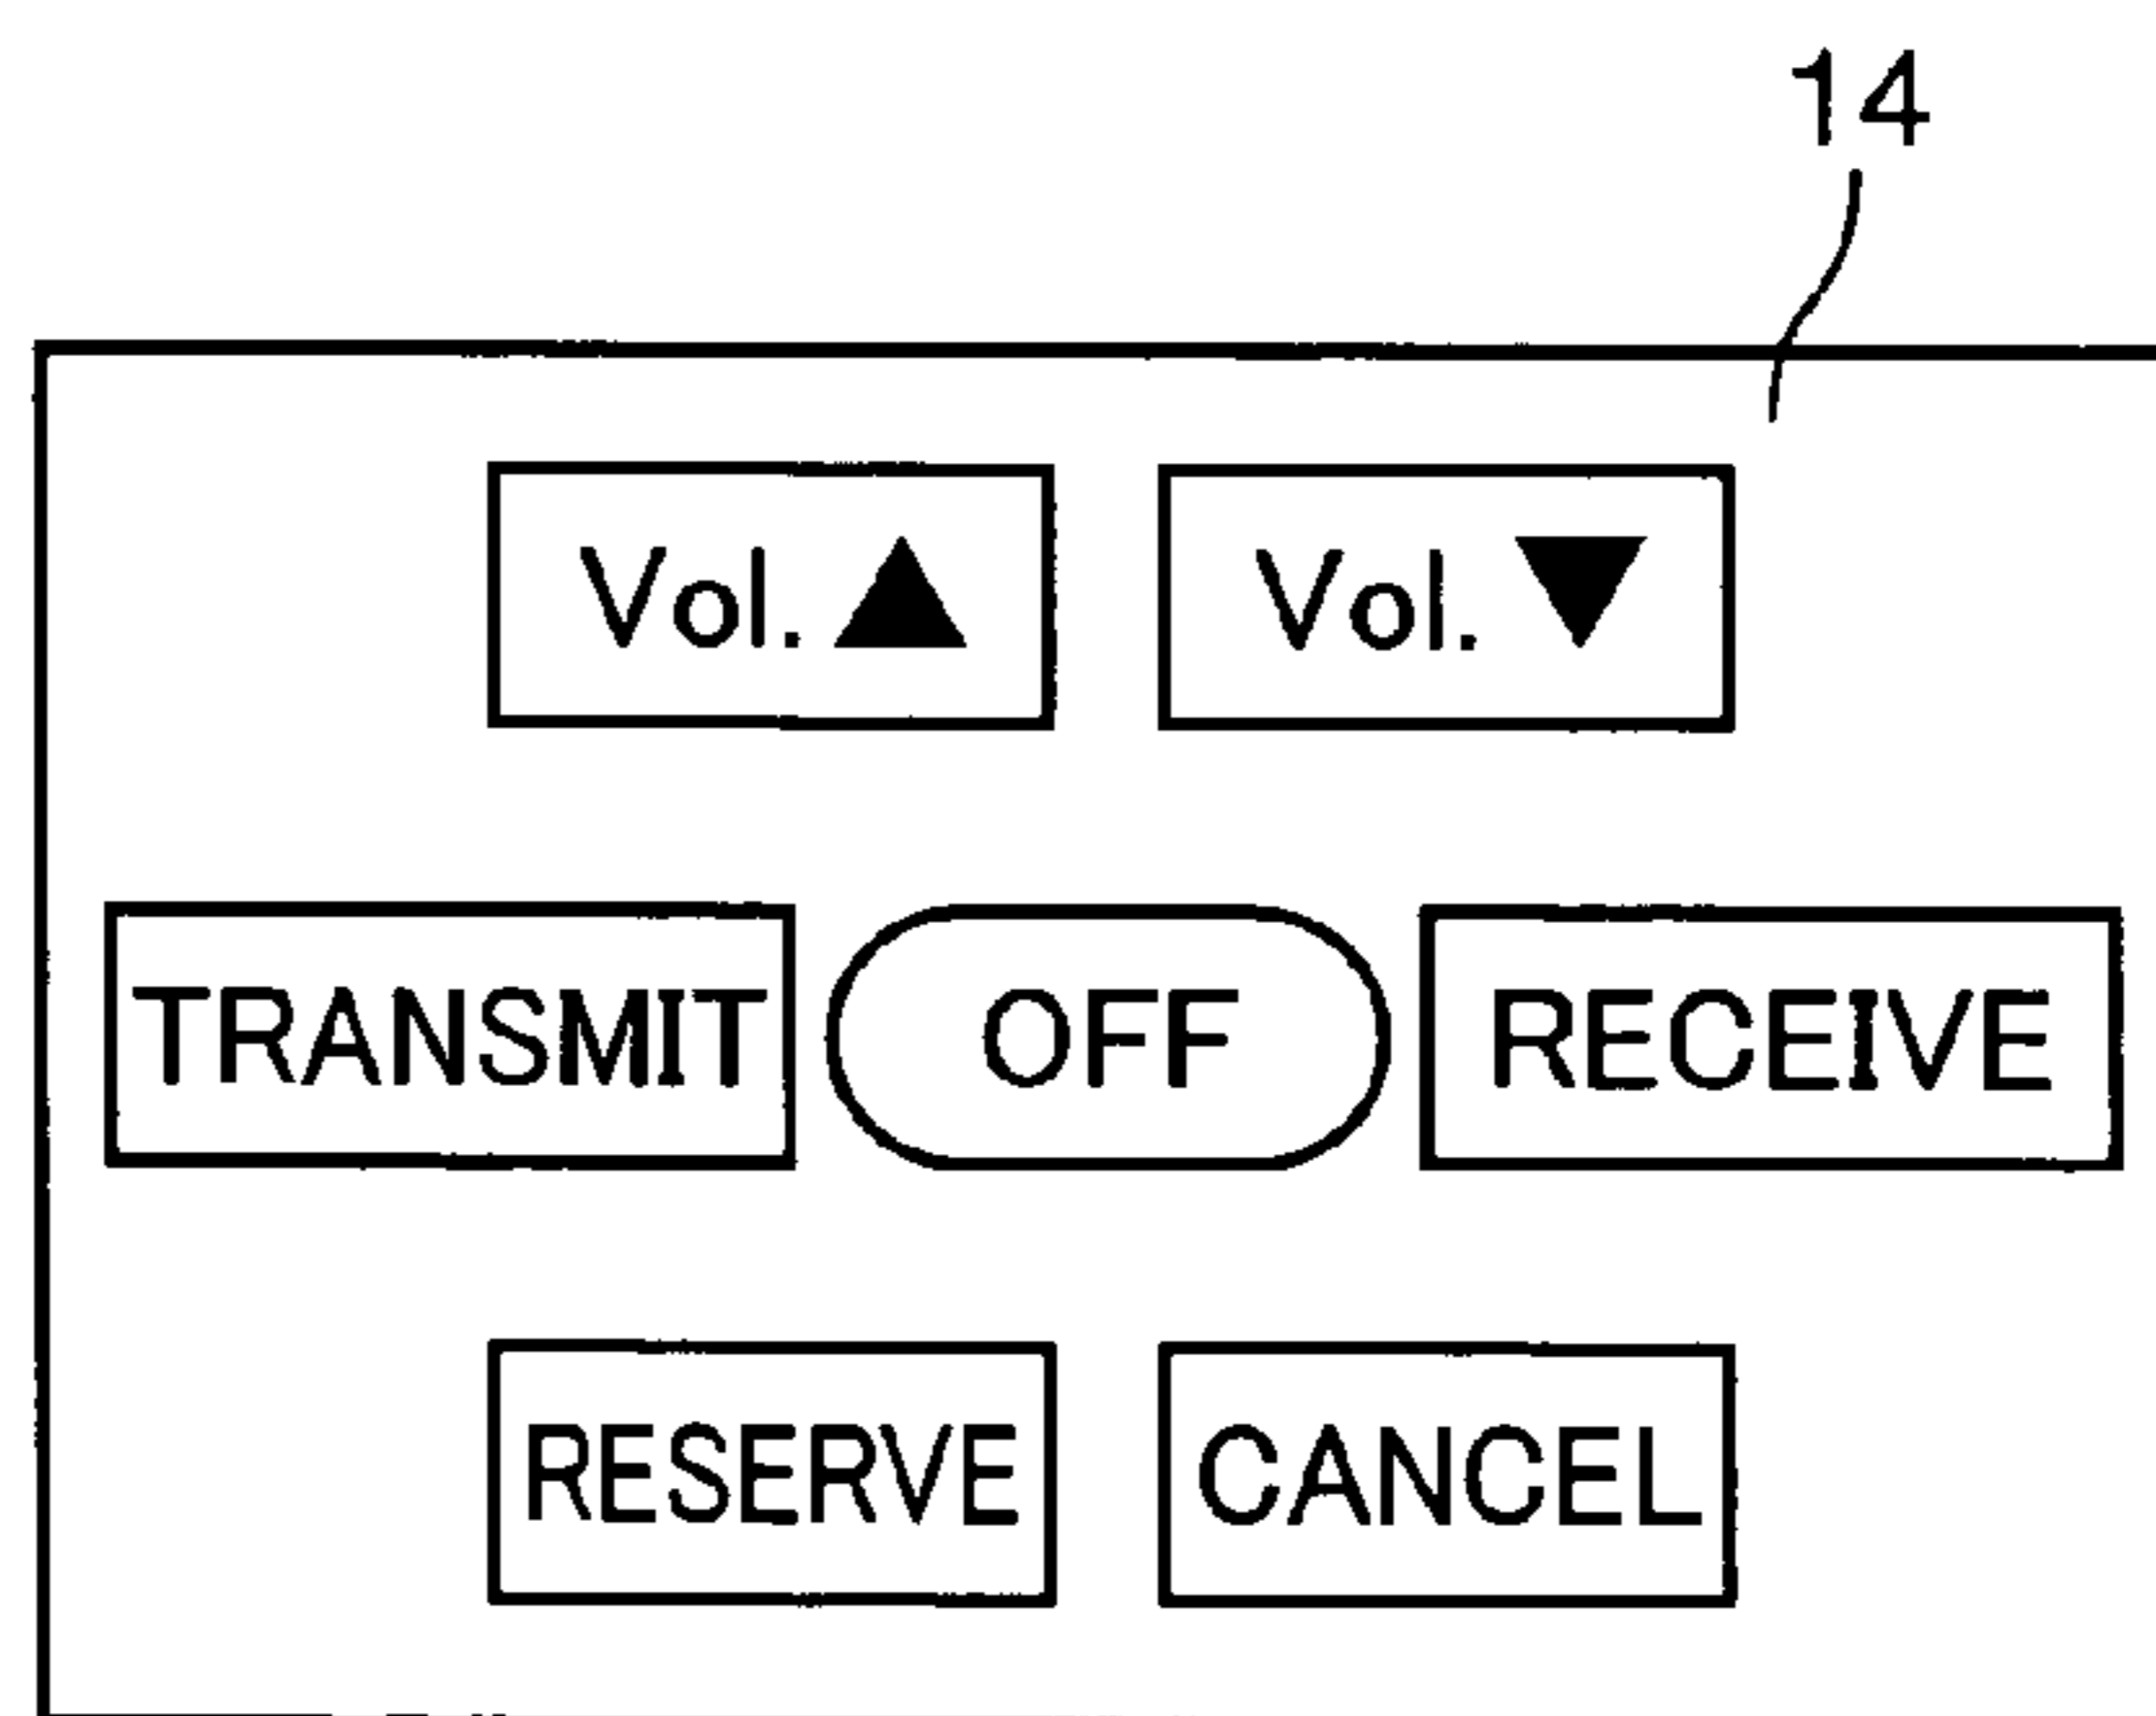 14
Vol.▲ Vol.▼
TRANSMIT OFF RECEIVE
RESERVE CANCEL